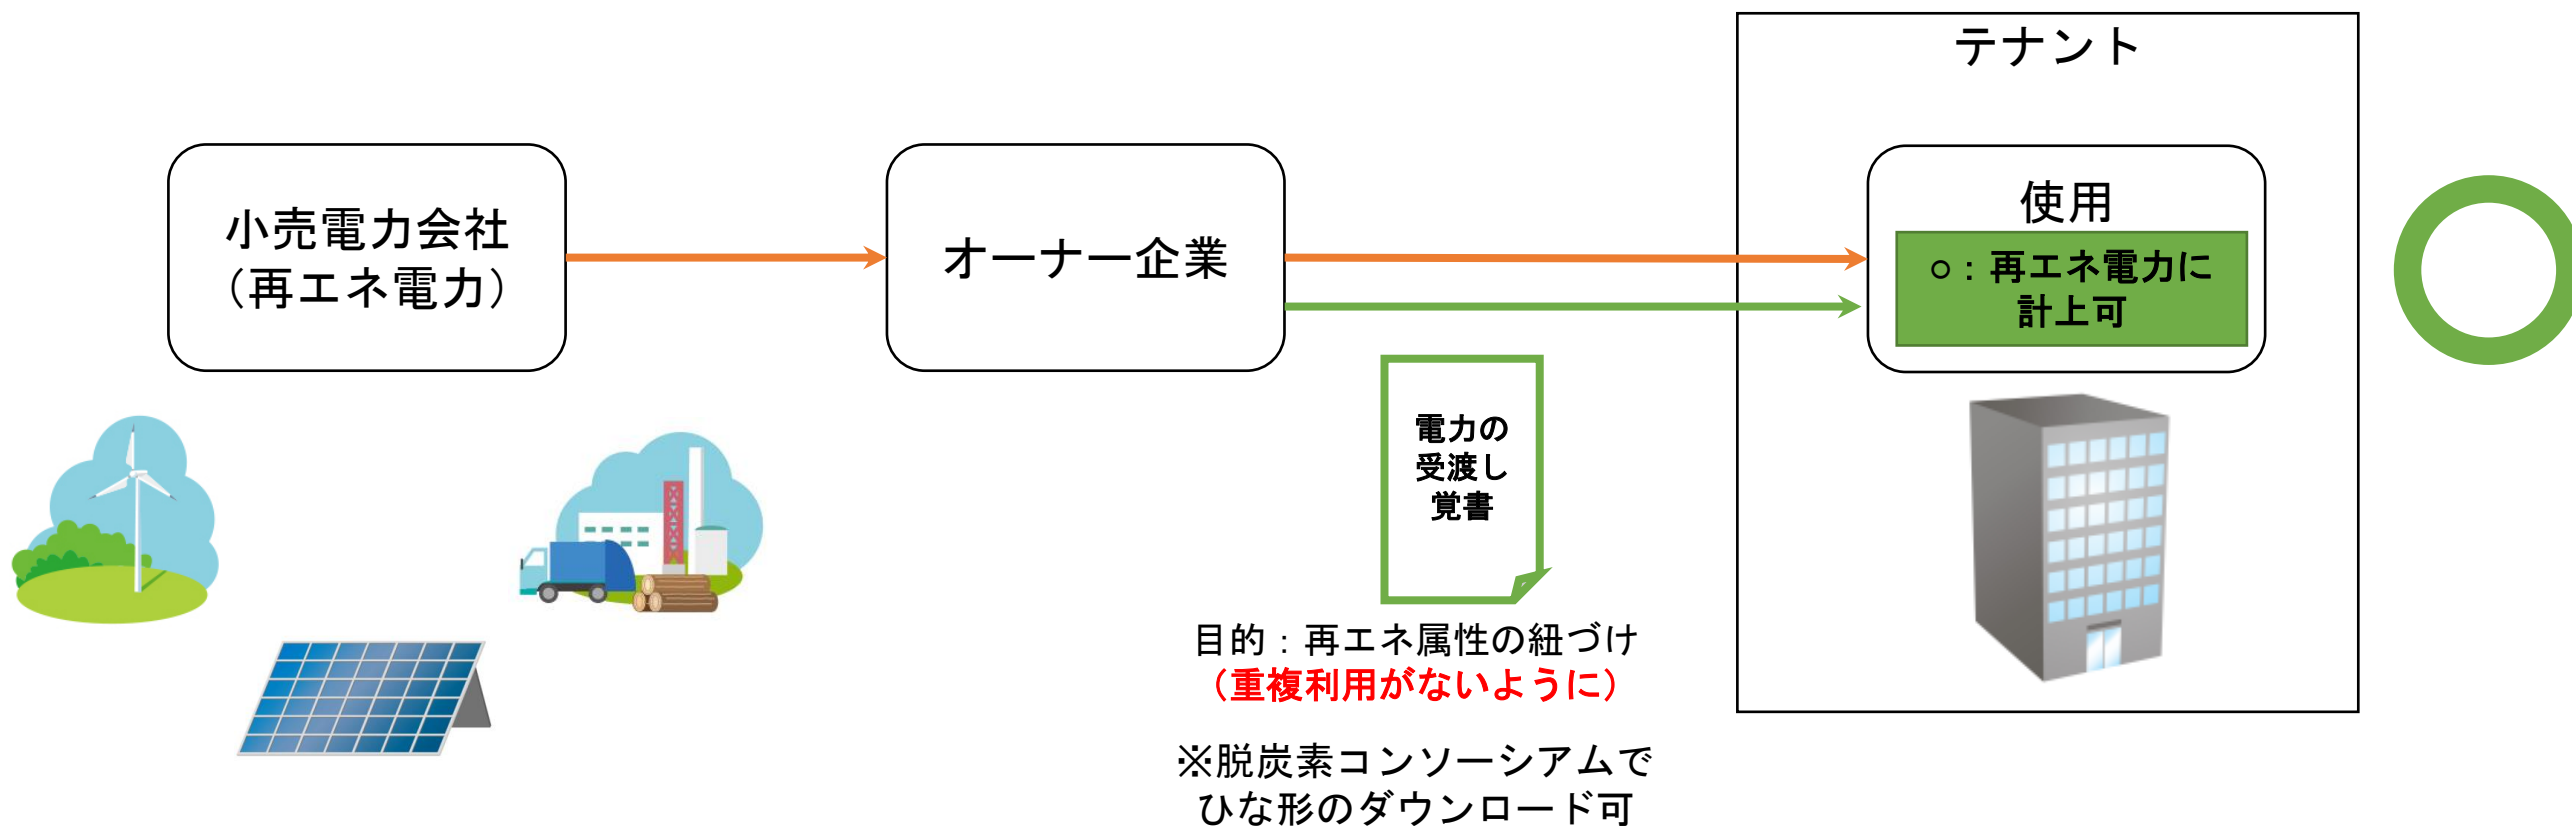 テナント
小売電力会社
（再エネ電力）
オーナー企業
使用
○：再エネ電力に
計上可
電力の
受渡し
覚書
目的：再エネ属性の紐づけ
（重複利用がないように）
※脱炭素コンソーシアムで
ひな形のダウンロード可